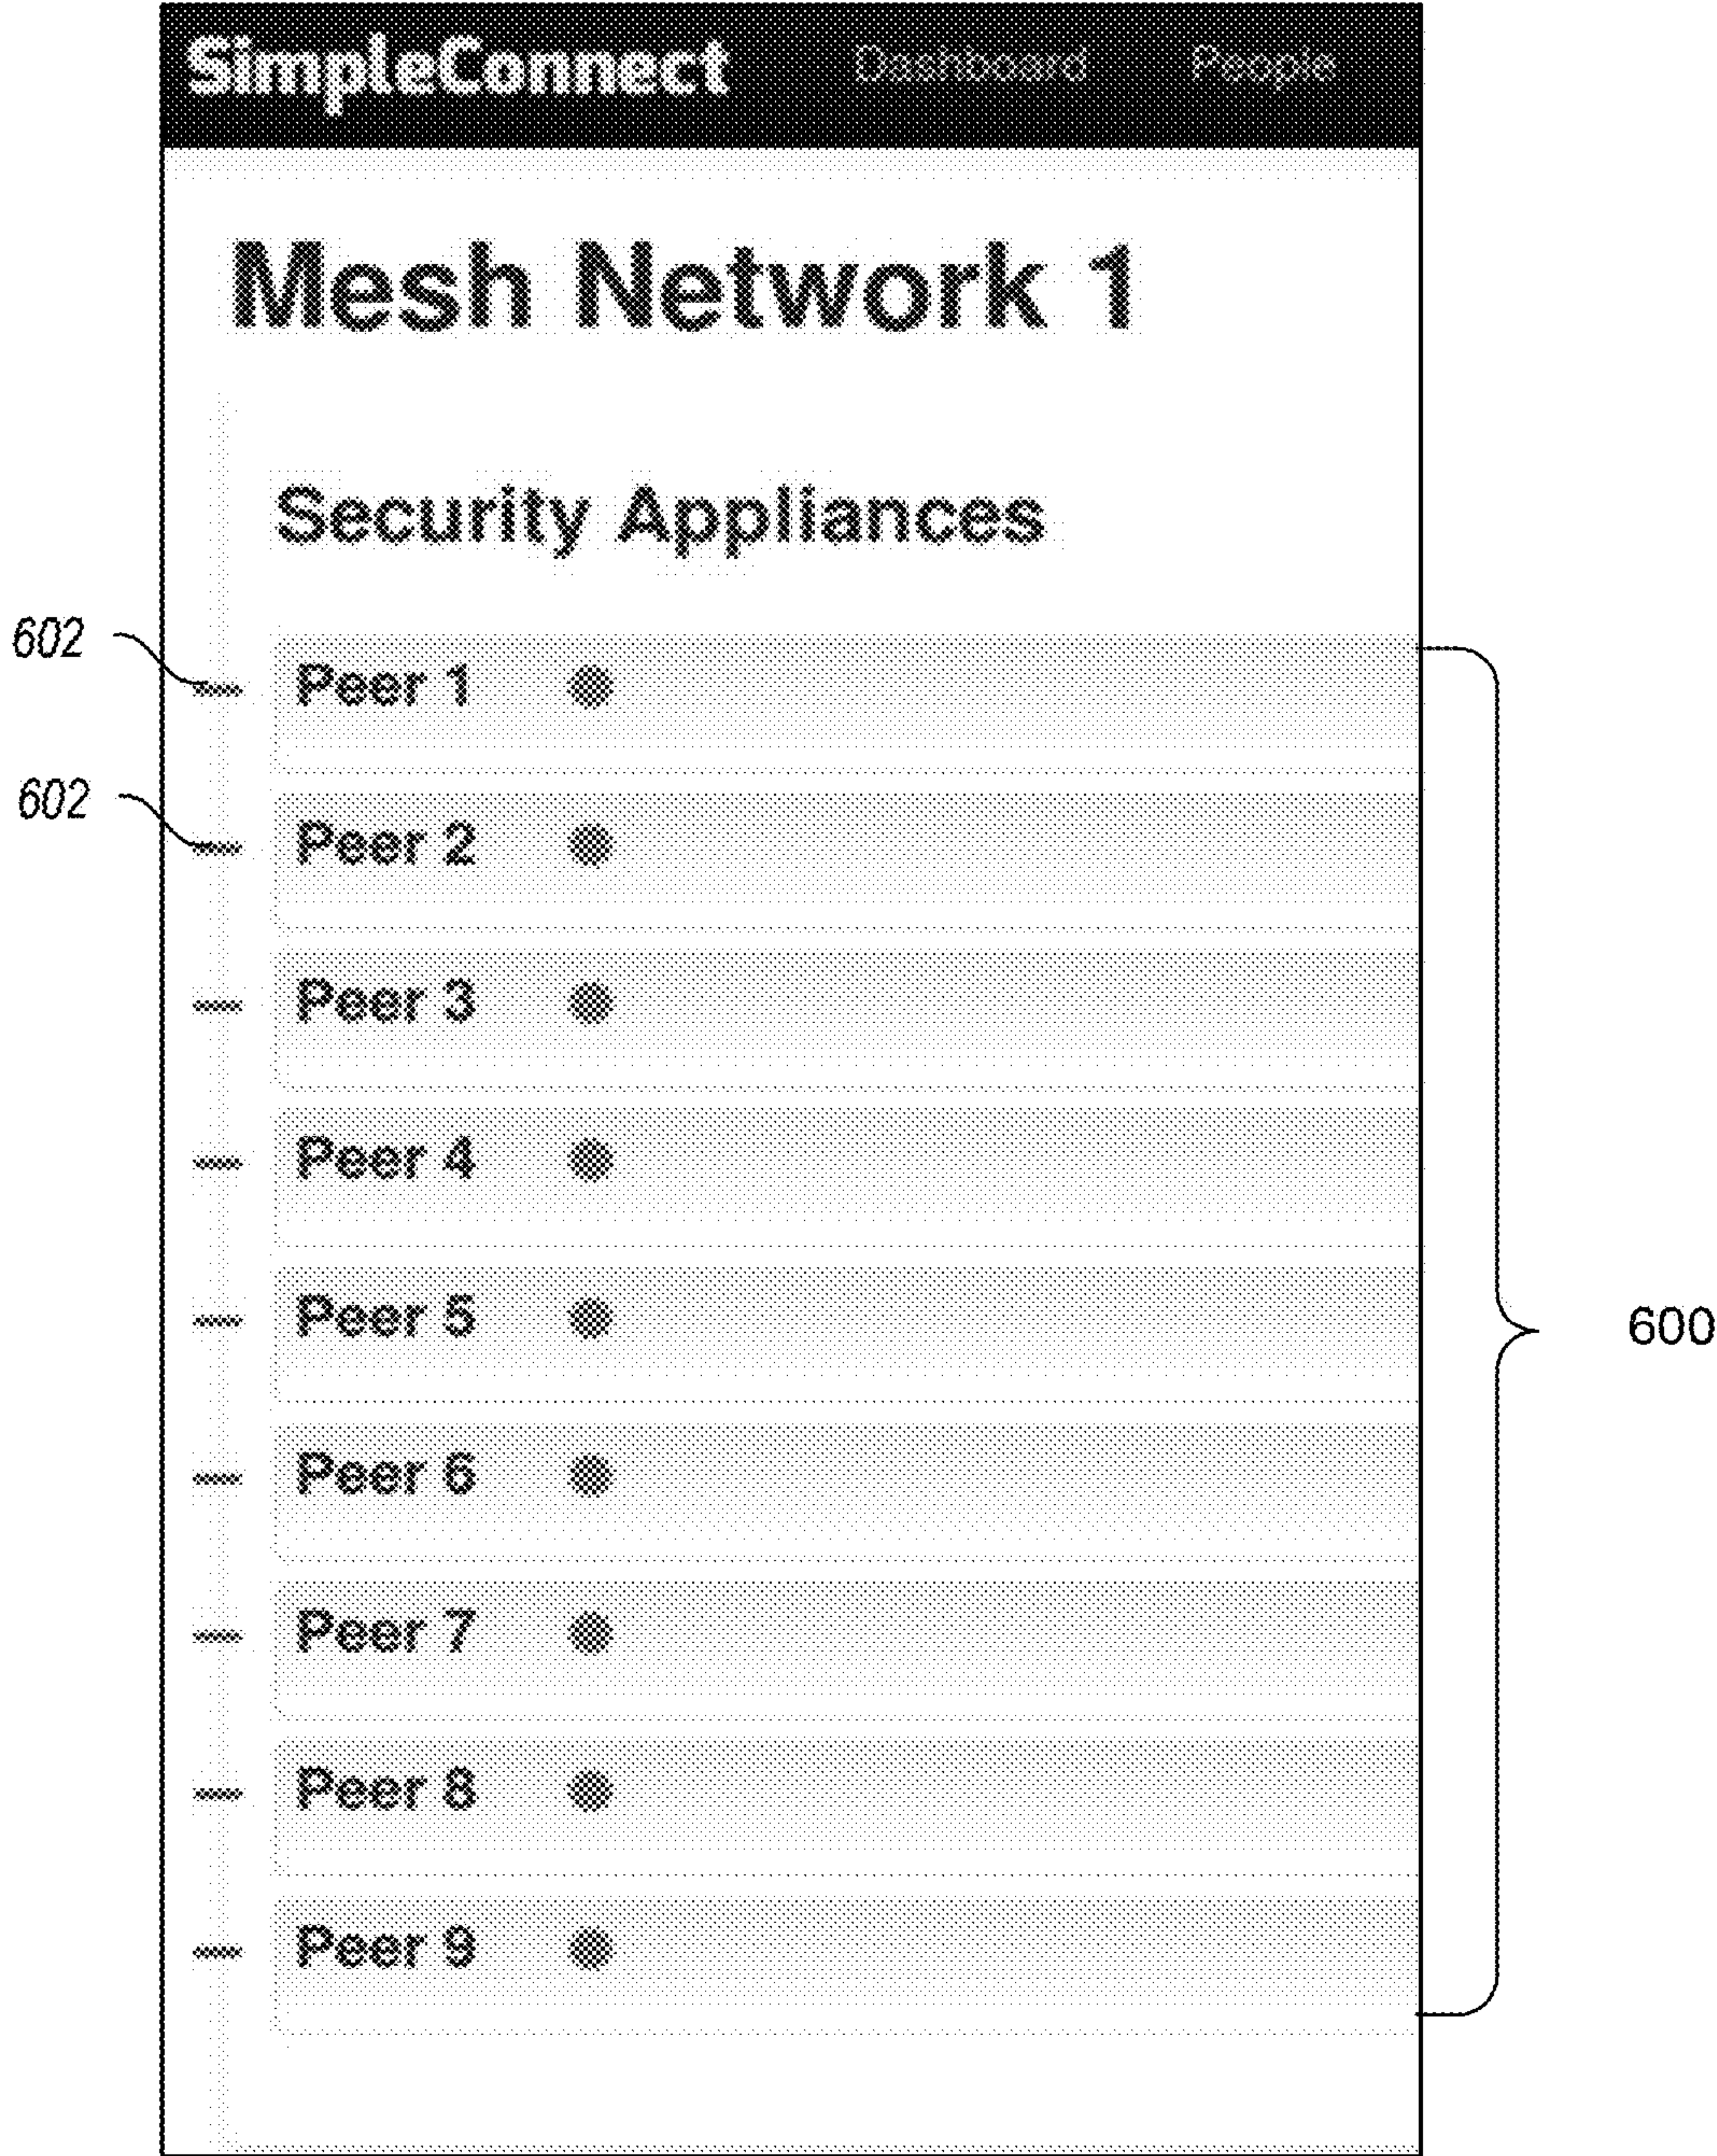 SimpleConnect Dashboard People
Mesh Network 1
Security Appliances
602
Peer 1
602
Peer 2
Peer 3
Peer 4
Peer 5
600
Peer 6
Peer 7
Peer 8
Peer 9